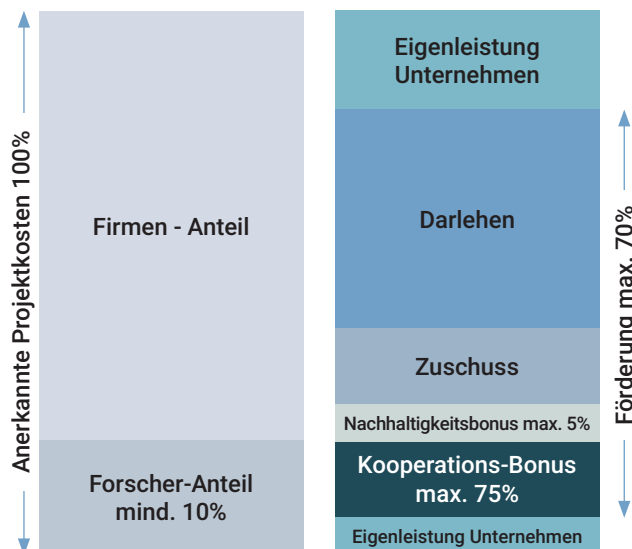 Anerkannte Projektkosten 100%
Firmen - Anteil
Forscher-Anteil
mind. 10%
Eigenleistung
Unternehmen
Darlehen
Zuschuss
Nachhaltigkeitsbonus max. 5%
Kooperations-Bonus
max. 75%
Eigenleistung Unternehmen
Förderung max. 70%